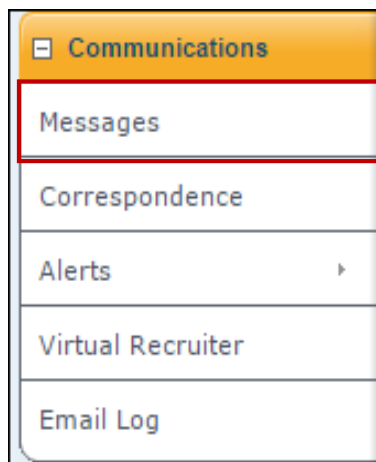 Communications
Messages
Correspondence
Alerts
Virtual Recruiter
Email Log